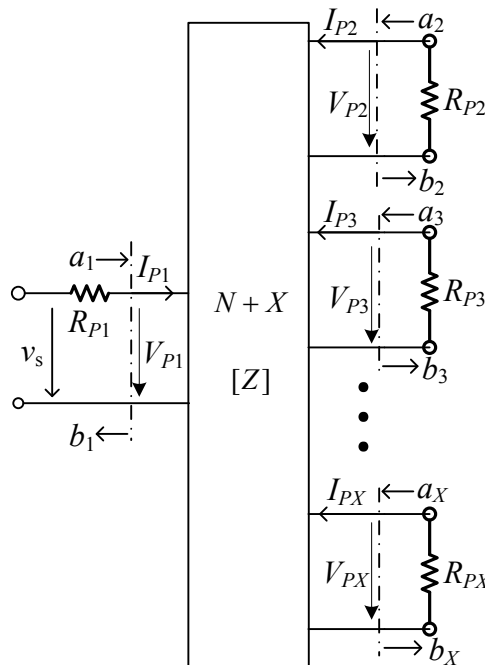 I_{P2} a_2
V_{P2} R_{P2}
b_2
I_{P3} a_3
a_1 I_{P1}
N + X V_{P3} R_{P3}
R_{P1}
v_s V_{P1}
[Z] b_3
b_1
I_{PX} a_X
V_{PX} R_{PX}
b_X